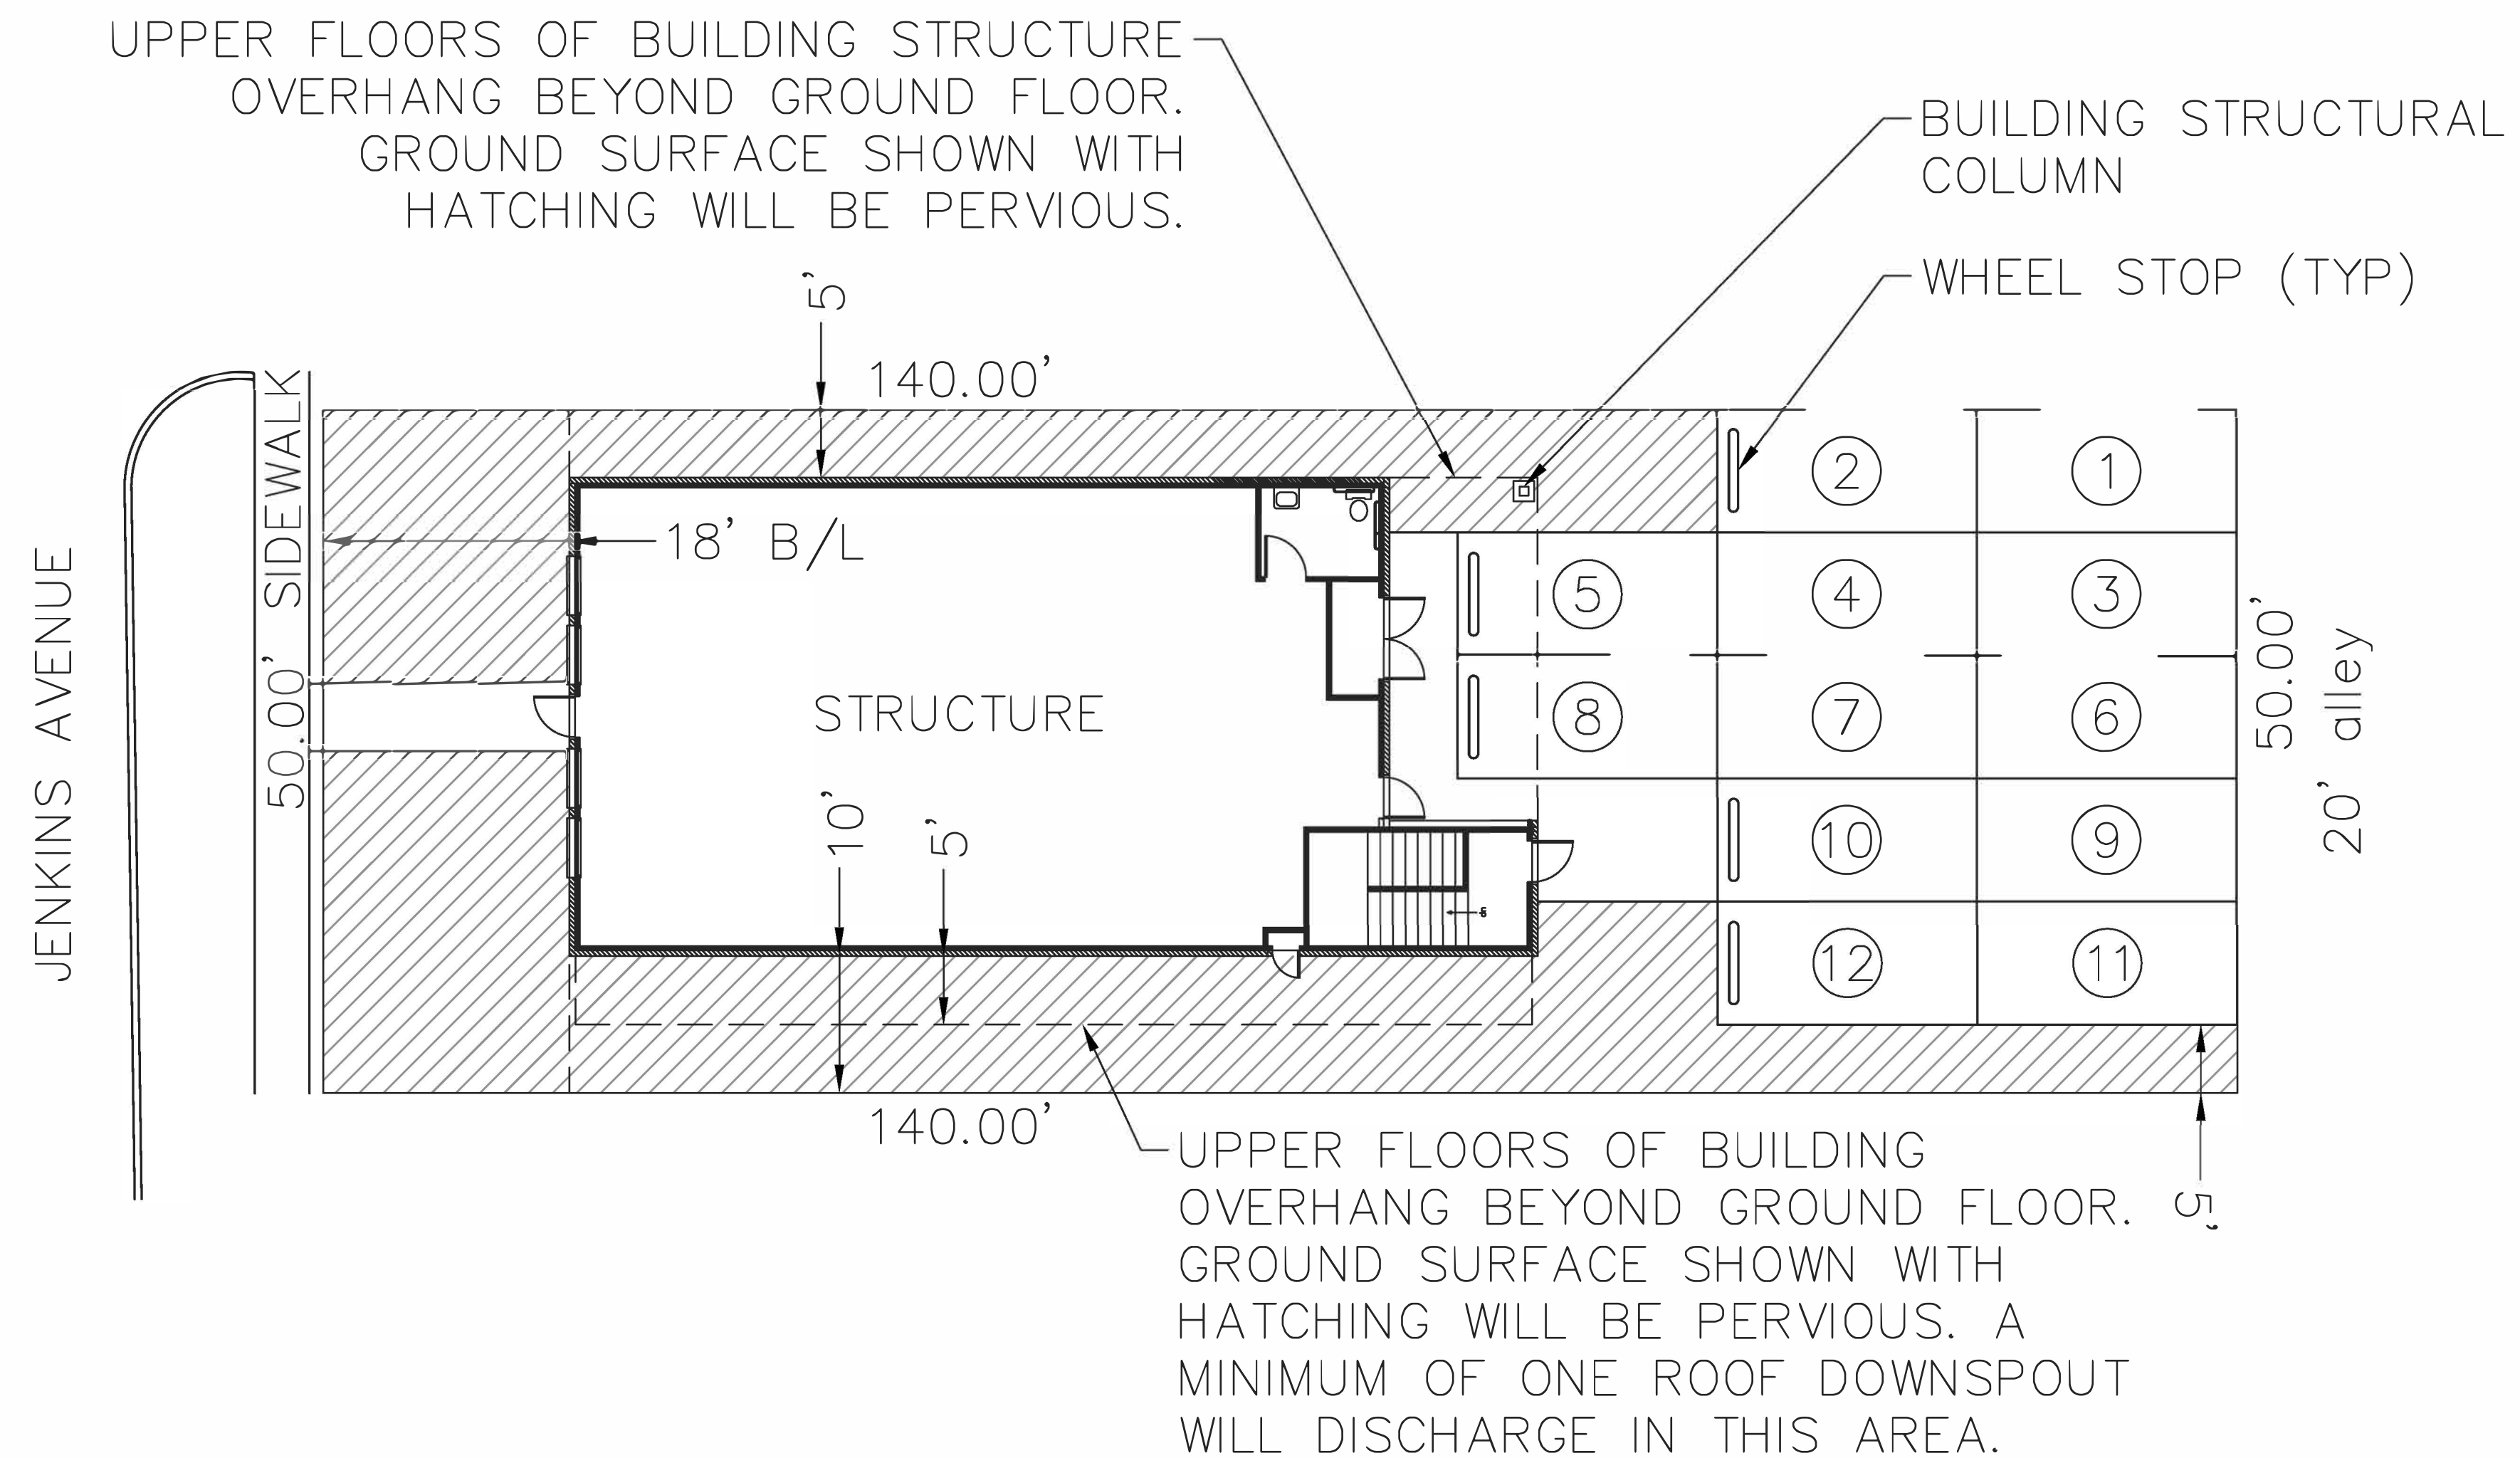 UPPER FLOORS OF BUILDING STRUCTURE
OVERHANG BEYOND GROUND FLOOR.
GROUND SURFACE SHOWN WITH
HATCHING WILL BE PERVIOUS.
BUILDING STRUCTURAL
COLUMN
WHEEL STOP (TYP)
5'
140.00'
JENKINS AVENUE
SIDEWALK
50.00'
18' B/L
STRUCTURE
10'
5'
2
1
5
4
3
8
7
6
10
9
12
11
50.00'
20' alley
140.00'
5'
UPPER FLOORS OF BUILDING
OVERHANG BEYOND GROUND FLOOR.
GROUND SURFACE SHOWN WITH
HATCHING WILL BE PERVIOUS. A
MINIMUM OF ONE ROOF DOWNSPOUT
WILL DISCHARGE IN THIS AREA.